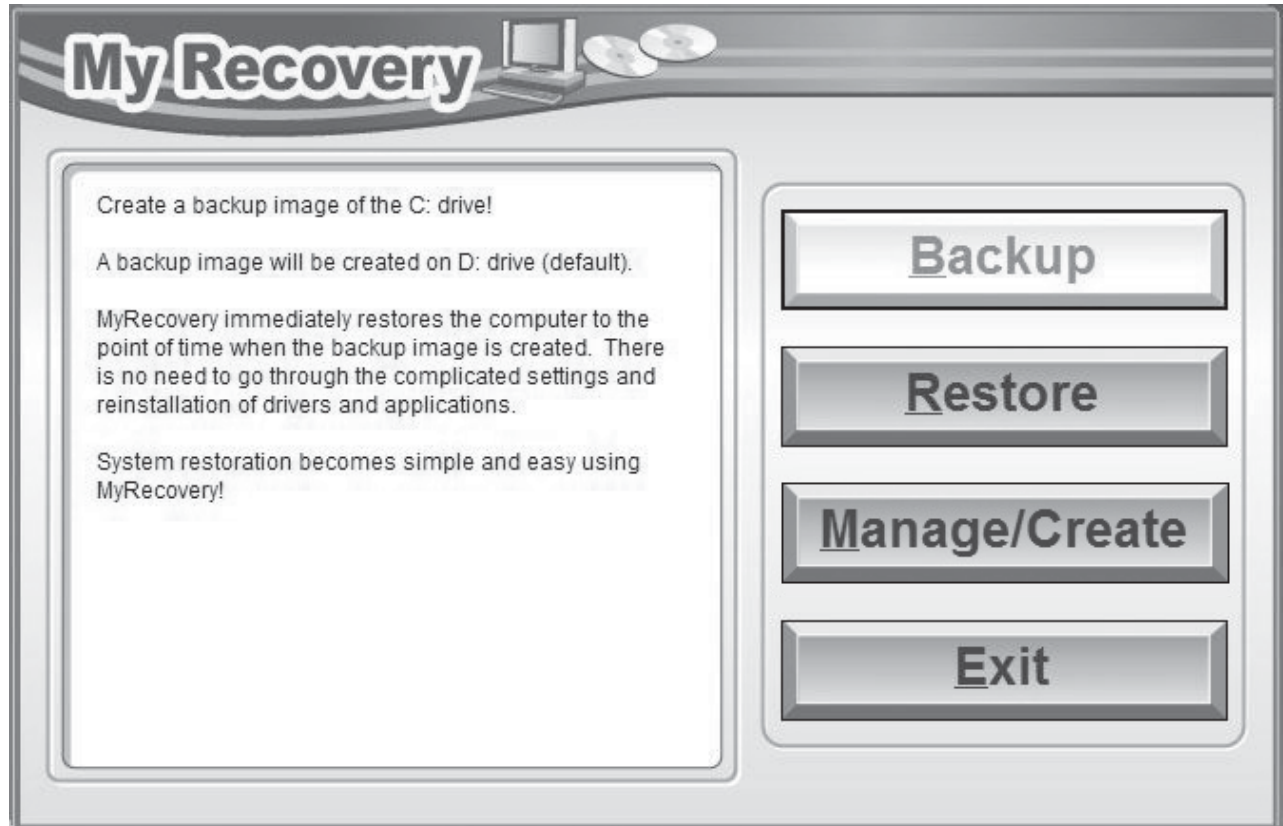 My Recovery
Create a backup image of the C: drive!
A backup image will be created on D: drive (default).
MyRecovery immediately restores the computer to the
point of time when the backup image is created. There
is no need to go through the complicated settings and
reinstallation of drivers and applications.
System restoration becomes simple and easy using
MyRecovery!
Backup
Restore
Manage/Create
Exit